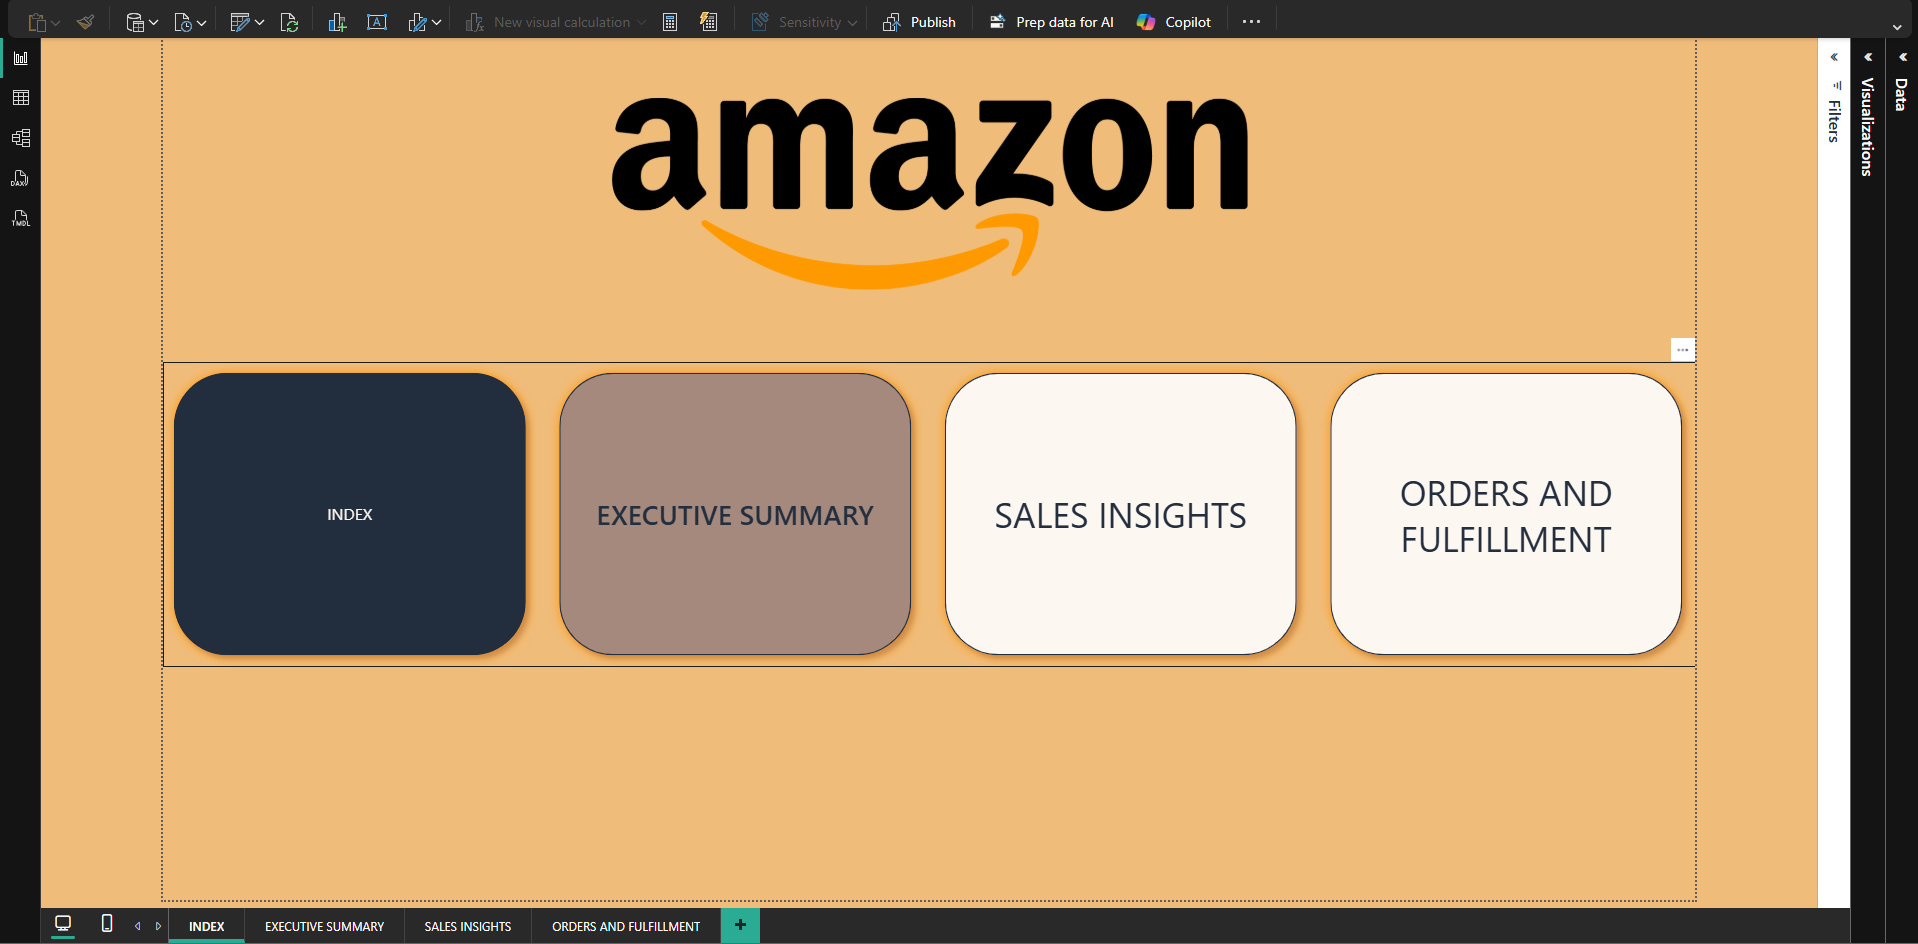 New visual calculation
Sensitivity
Publish
Prep data for AI
Copilot
DAX
TMDL
Filters
Visualizations
Data
amazon
INDEX
EXECUTIVE SUMMARY
SALES INSIGHTS
ORDERS AND
FULFILLMENT
INDEX
EXECUTIVE SUMMARY
SALES INSIGHTS
ORDERS AND FULFILLMENT